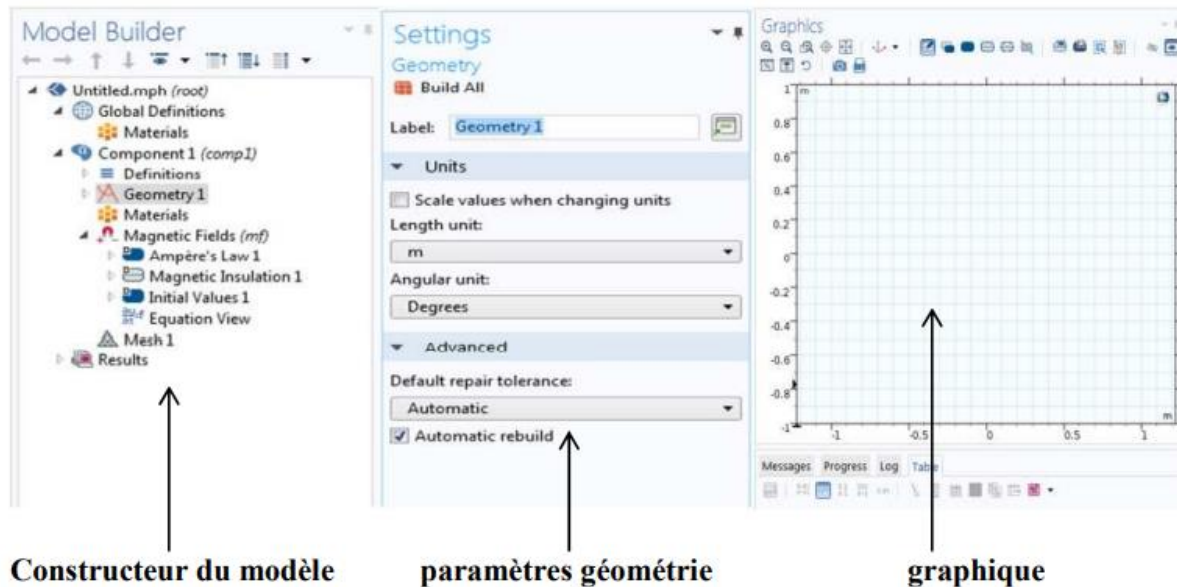 Model Builder
Untitled.mph (root)
Global Definitions
Materials
Component 1 (comp1)
Definitions
Geometry 1
Materials
Magnetic Fields (mf)
Ampère's Law 1
Magnetic Insulation 1
Initial Values 1
Equation View
Mesh 1
Results
Settings
Geometry
Build All
Label: Geometry 1
Units
Scale values when changing units
Length unit:
m
Angular unit:
Degrees
Advanced
Default repair tolerance:
Automatic
Automatic rebuild
Graphics
1 m
0.8
0.6
0.4
0.2
0
-0.2
-0.4
-0.6
-0.8
-1
m
-1 -0.5 0 0.5 1
Messages Progress Log Table
Constructeur du modèle paramètres géométrie graphique